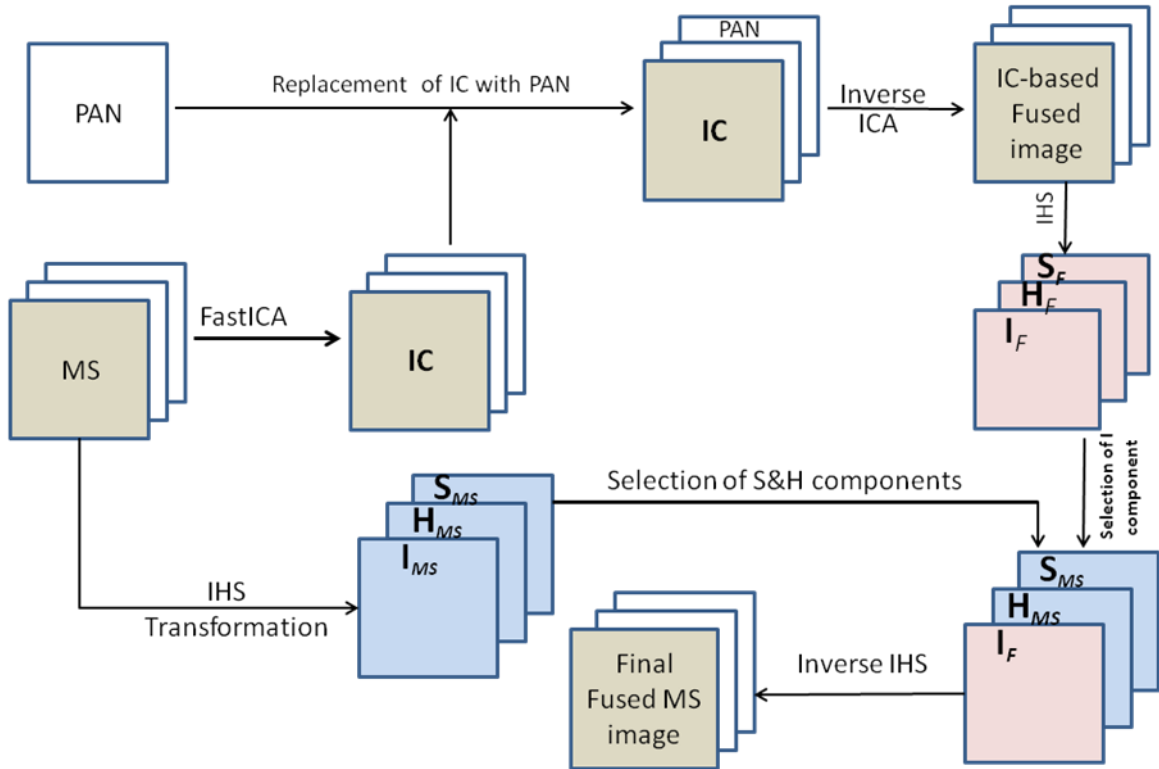 PAN
Replacement of IC with PAN
PAN
IC
Inverse
ICA
IC-based
Fused
image
IHS
MS
FastICA
IC
S_F
H_F
I_F
Selection of I
component
S_MS
H_MS
I_MS
Selection of S&H components
IHS
Transformation
S_MS
H_MS
I_F
Inverse IHS
Final
Fused MS
image